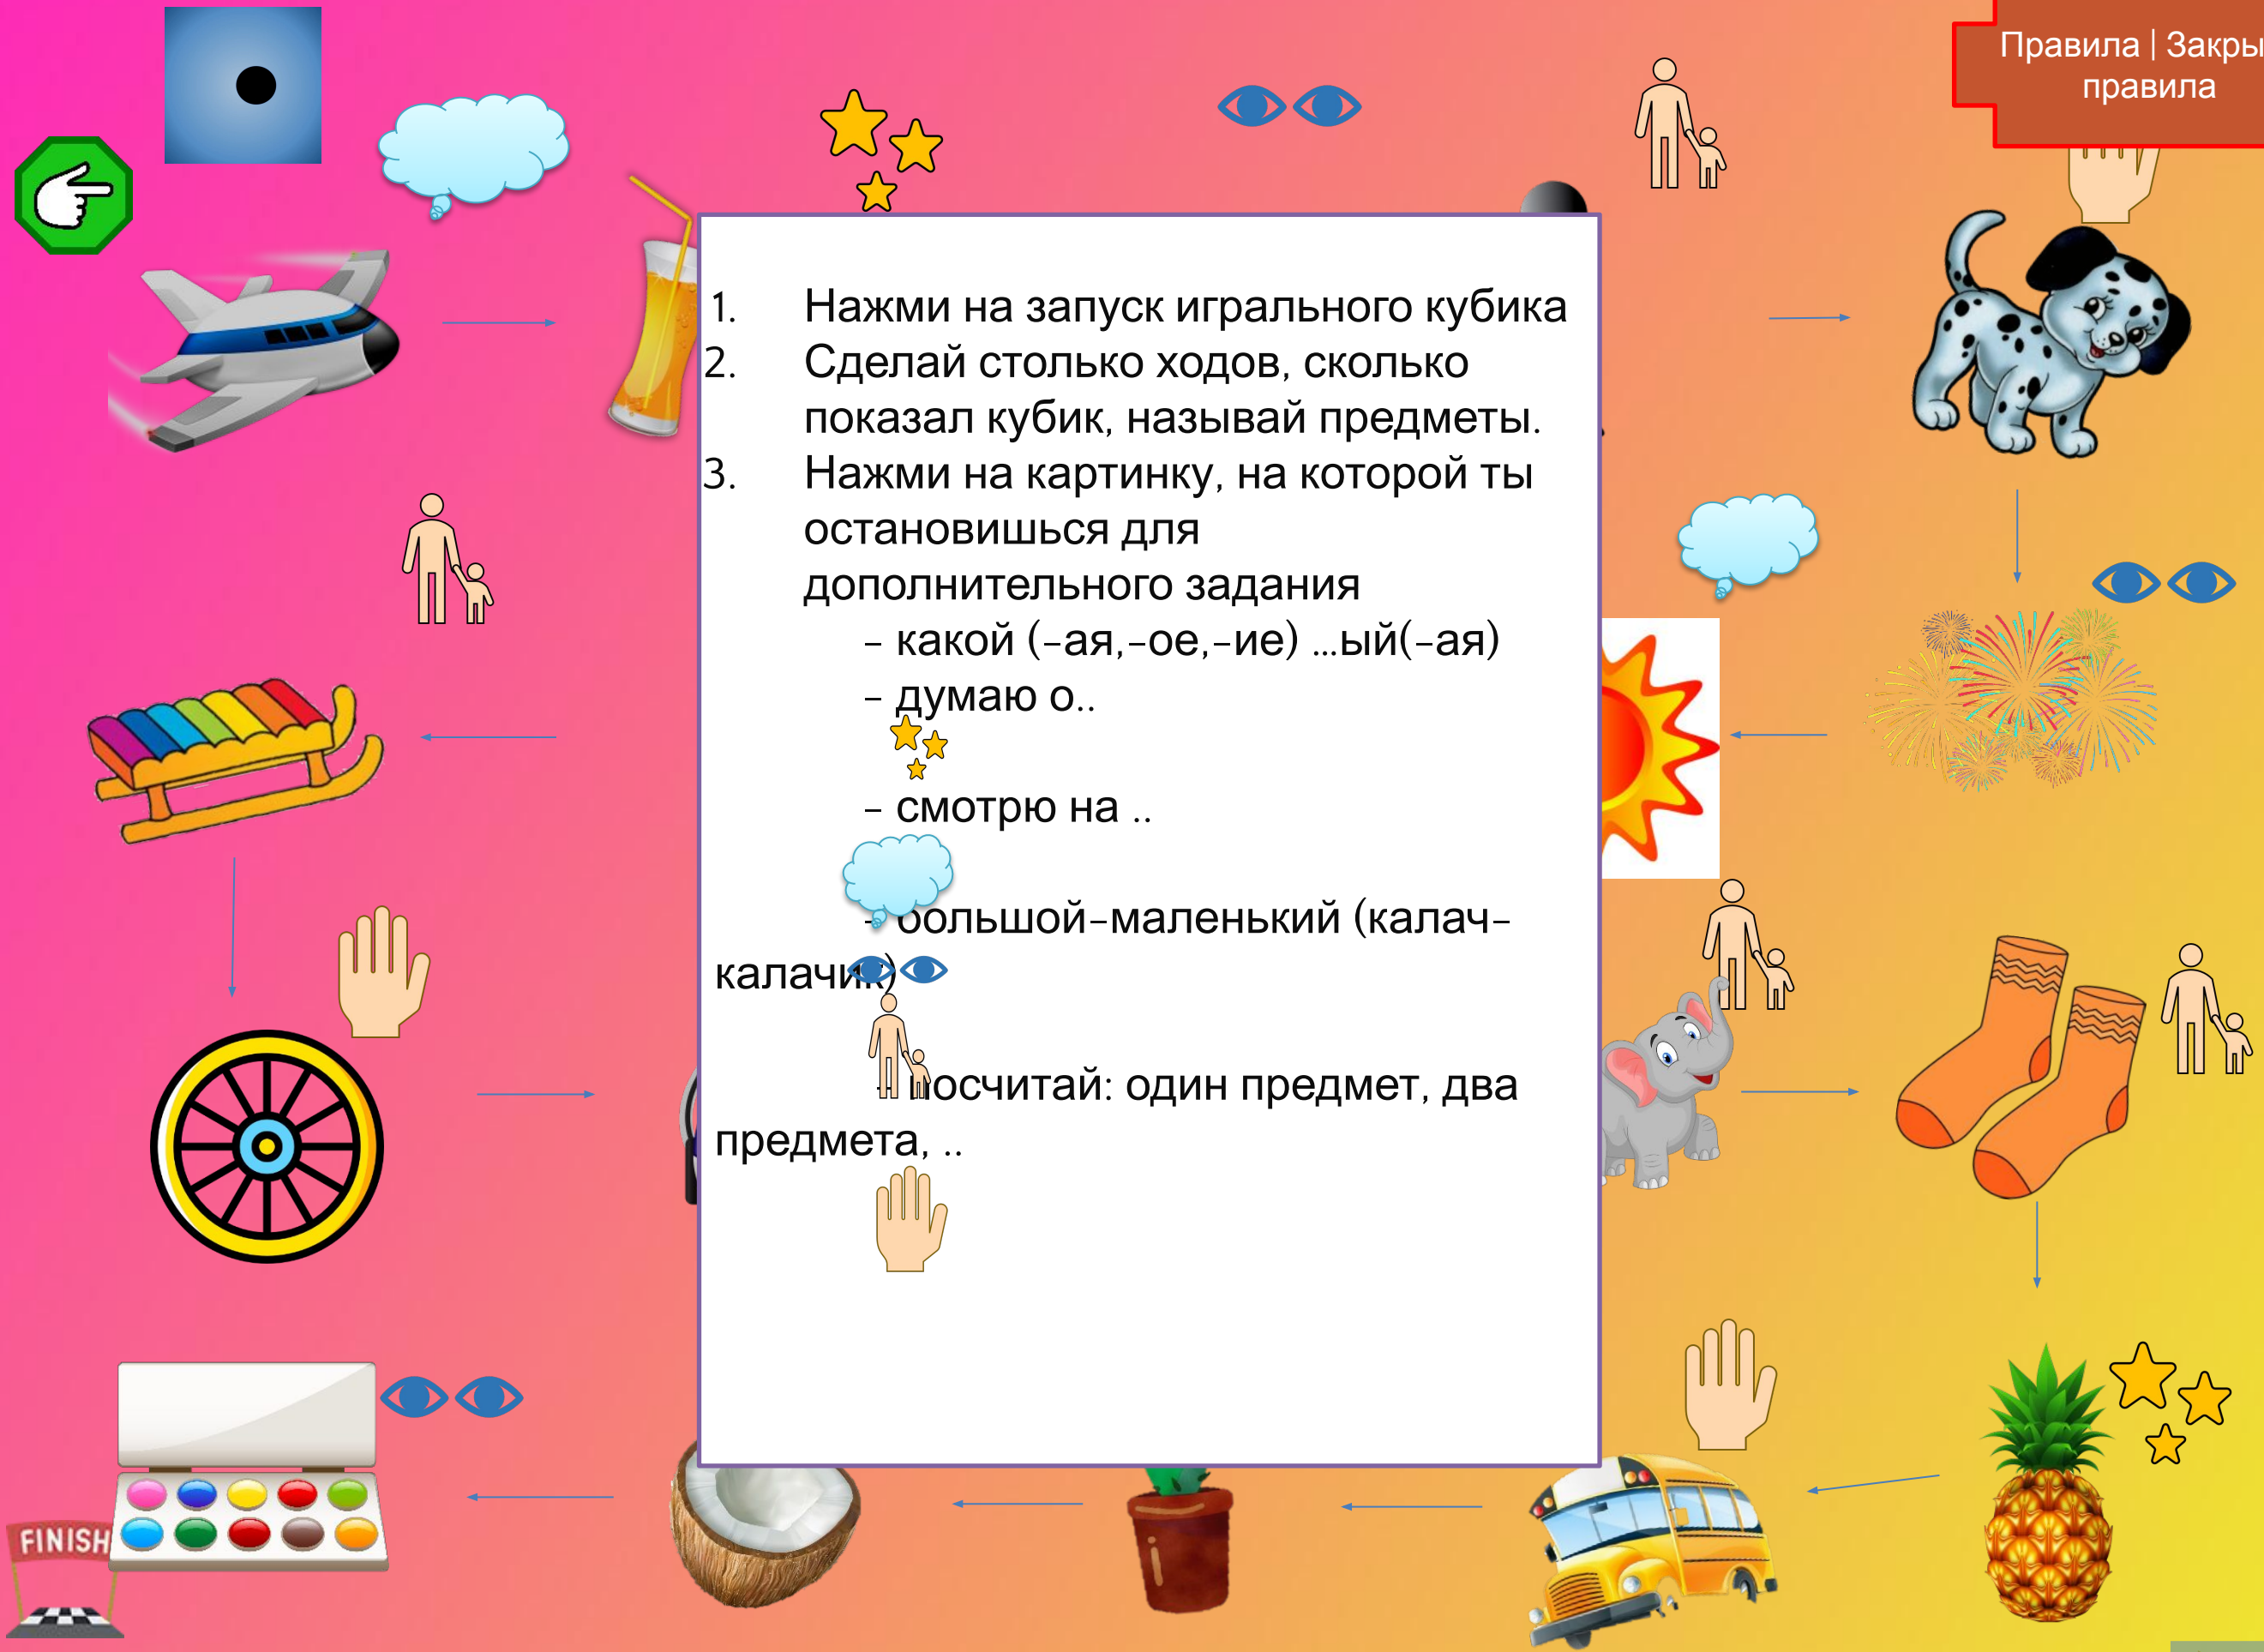 Правила | Закры
правила
1. Нажми на запуск игрального кубика
2. Сделай столько ходов, сколько
показал кубик, называй предметы.
3. Нажми на картинку, на которой ты
остановишься для
дополнительного задания
– какой (–ая,–ое,–ие) ...ый(–ая)
– думаю о..
– смотрю на ..
– большой–маленький (калач–
калачик)
– посчитай: один предмет, два
предмета, ..
FINISH